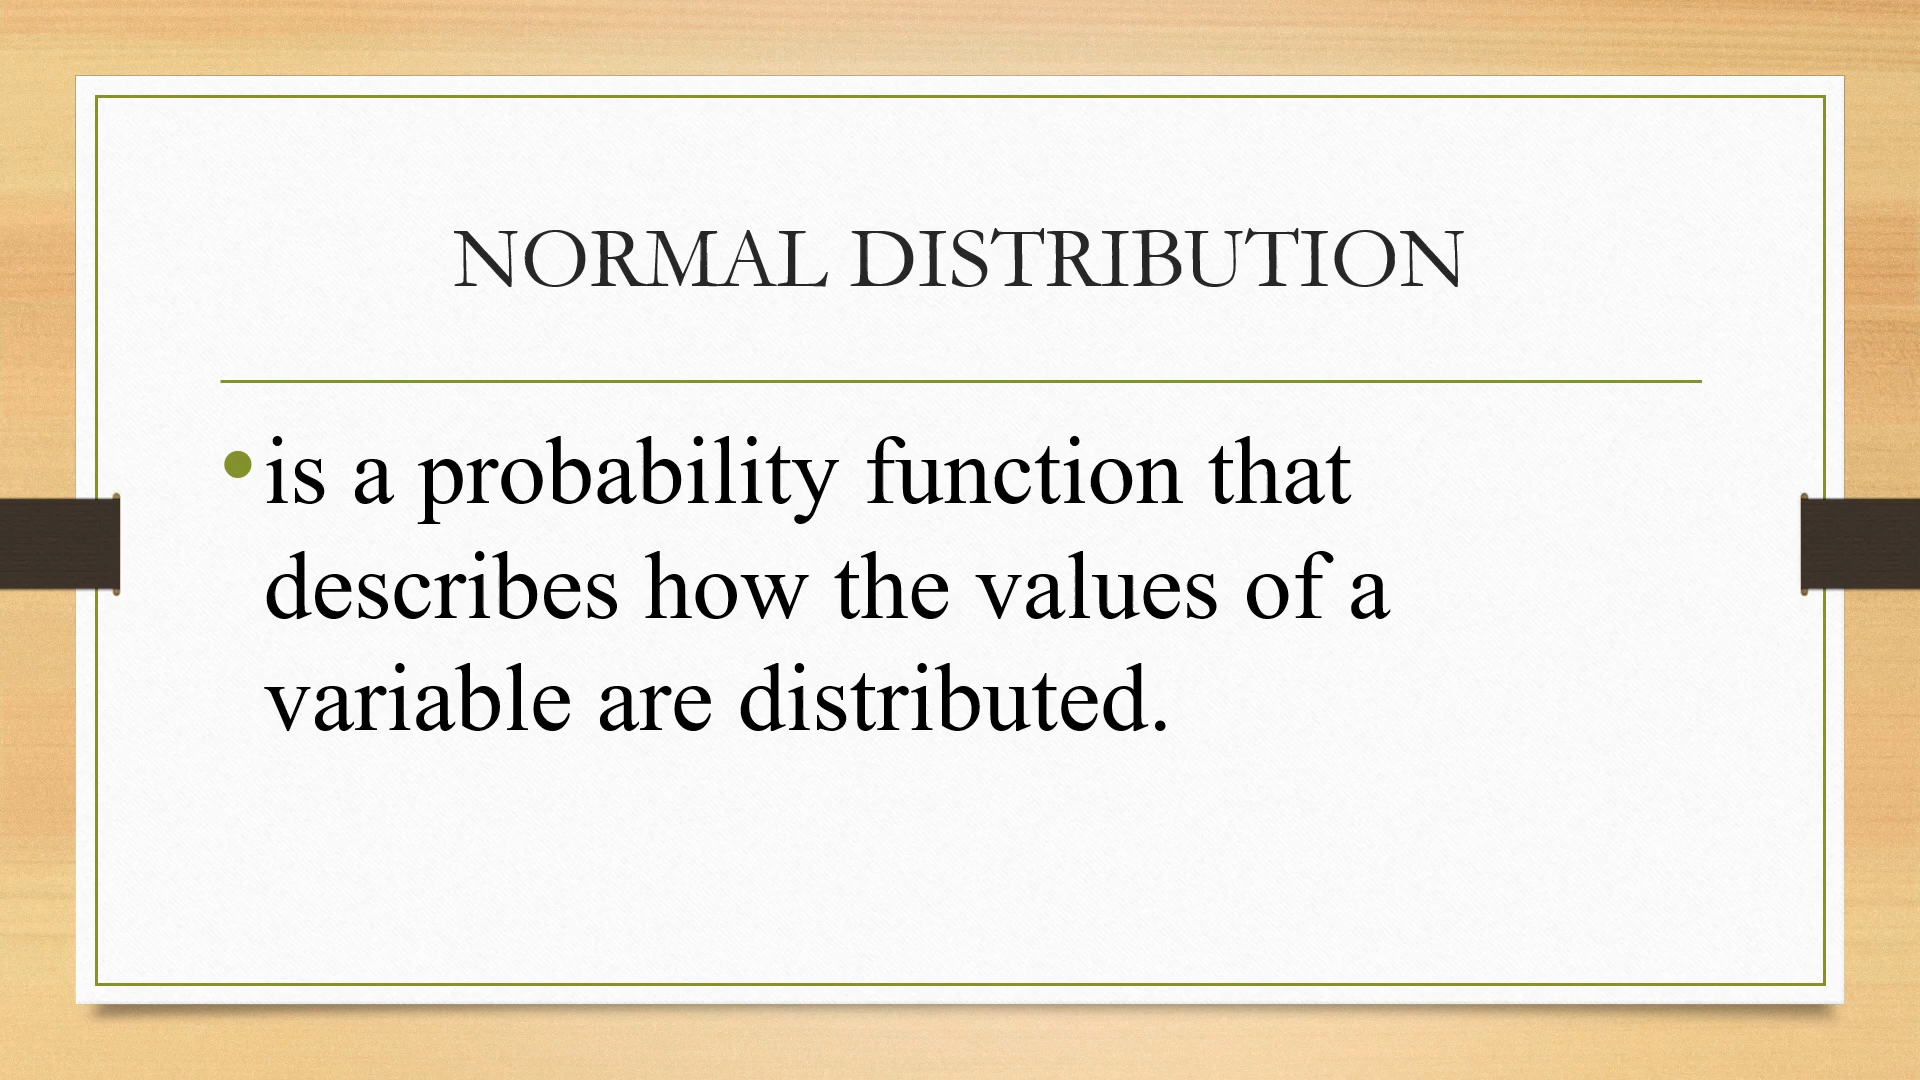 NORMAL DISTRIBUTION
• is a probability function that
describes how the values of a
variable are distributed.